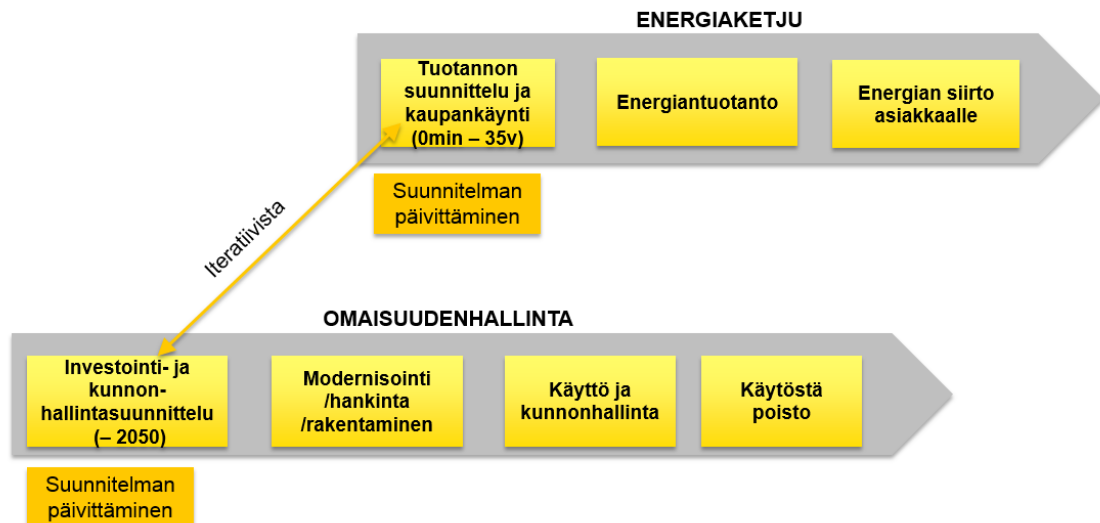 ENERGIAKETJU
Tuotannon
suunnittelu ja
kaupankäynti
(0min – 35v)
Energiantuotanto
Energian siirto
asiakkaalle
Suunnitelman
päivittäminen
Iteratiivista
OMAISUUDENHALLINTA
Investointi- ja
kunnon-
hallintasuunnittelu
(– 2050)
Modernisointi
/hankinta
/rakentaminen
Käyttö ja
kunnonhallinta
Käytöstä
poisto
Suunnitelman
päivittäminen